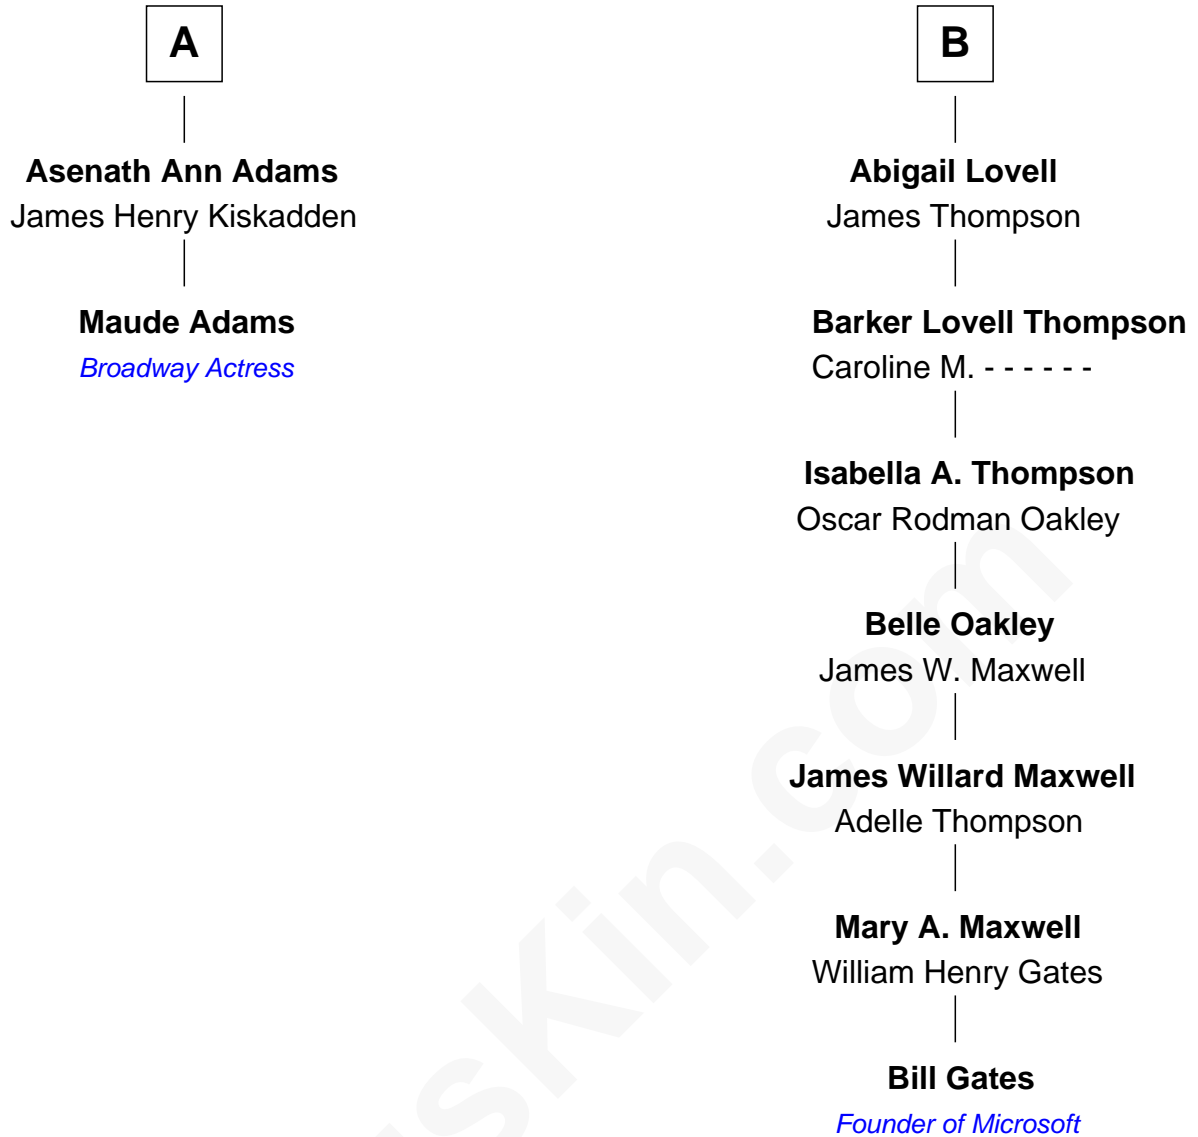 A
Asenath Ann Adams
James Henry Kiskadden
Maude Adams
Broadway Actress
B
Abigail Lovell
James Thompson
Barker Lovell Thompson
Caroline M. - - - - - -
Isabella A. Thompson
Oscar Rodman Oakley
Belle Oakley
James W. Maxwell
James Willard Maxwell
Adelle Thompson
Mary A. Maxwell
William Henry Gates
Bill Gates
Founder of Microsoft